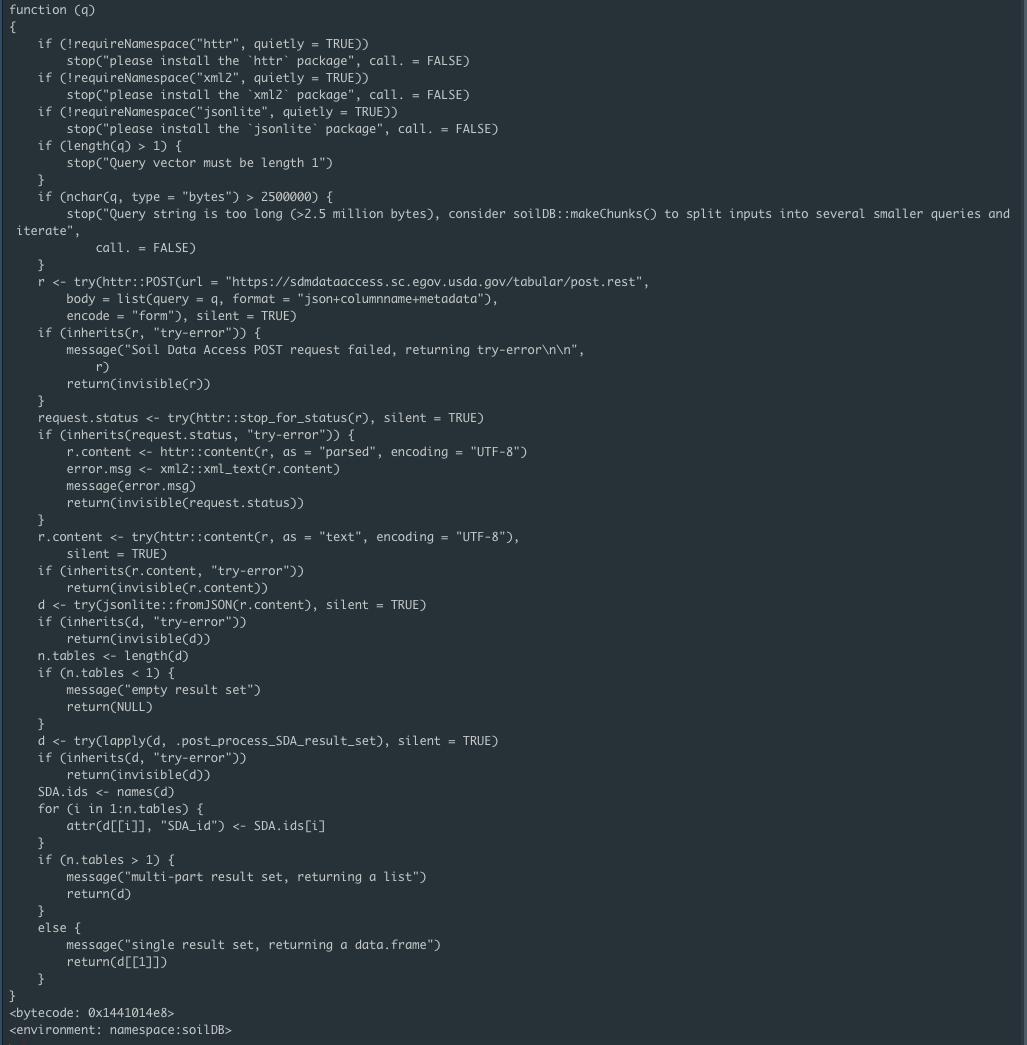 function (q)
{
    if (!requireNamespace("httr", quietly = TRUE))
        stop("please install the `httr` package", call. = FALSE)
    if (!requireNamespace("xml2", quietly = TRUE))
        stop("please install the `xml2` package", call. = FALSE)
    if (!requireNamespace("jsonlite", quietly = TRUE))
        stop("please install the `jsonlite` package", call. = FALSE)
    if (length(q) > 1) {
        stop("Query vector must be length 1")
    }
    if (nchar(q, type = "bytes") > 2500000) {
        stop("Query string is too long (>2.5 million bytes), consider soilDB::makeChunks() to split inputs into several smaller queries and
 iterate",
            call. = FALSE)
    }
    r <- try(httr::POST(url = "https://sdmdataaccess.sc.egov.usda.gov/tabular/post.rest",
        body = list(query = q, format = "json+columnname+metadata"),
        encode = "form"), silent = TRUE)
    if (inherits(r, "try-error")) {
        message("Soil Data Access POST request failed, returning try-error\n\n",
            r)
        return(invisible(r))
    }
    request.status <- try(httr::stop_for_status(r), silent = TRUE)
    if (inherits(request.status, "try-error")) {
        r.content <- httr::content(r, as = "parsed", encoding = "UTF-8")
        error.msg <- xml2::xml_text(r.content)
        message(error.msg)
        return(invisible(request.status))
    }
    r.content <- try(httr::content(r, as = "text", encoding = "UTF-8"),
        silent = TRUE)
    if (inherits(r.content, "try-error"))
        return(invisible(r.content))
    d <- try(jsonlite::fromJSON(r.content), silent = TRUE)
    if (inherits(d, "try-error"))
        return(invisible(d))
    n.tables <- length(d)
    if (n.tables < 1) {
        message("empty result set")
        return(NULL)
    }
    d <- try(lapply(d, .post_process_SDA_result_set), silent = TRUE)
    if (inherits(d, "try-error"))
        return(invisible(d))
    SDA.ids <- names(d)
    for (i in 1:n.tables) {
        attr(d[[i]], "SDA_id") <- SDA.ids[i]
    }
    if (n.tables > 1) {
        message("multi-part result set, returning a list")
        return(d)
    }
    else {
        message("single result set, returning a data.frame")
        return(d[[1]])
    }
}
<bytecode: 0x1441014e8>
<environment: namespace:soilDB>